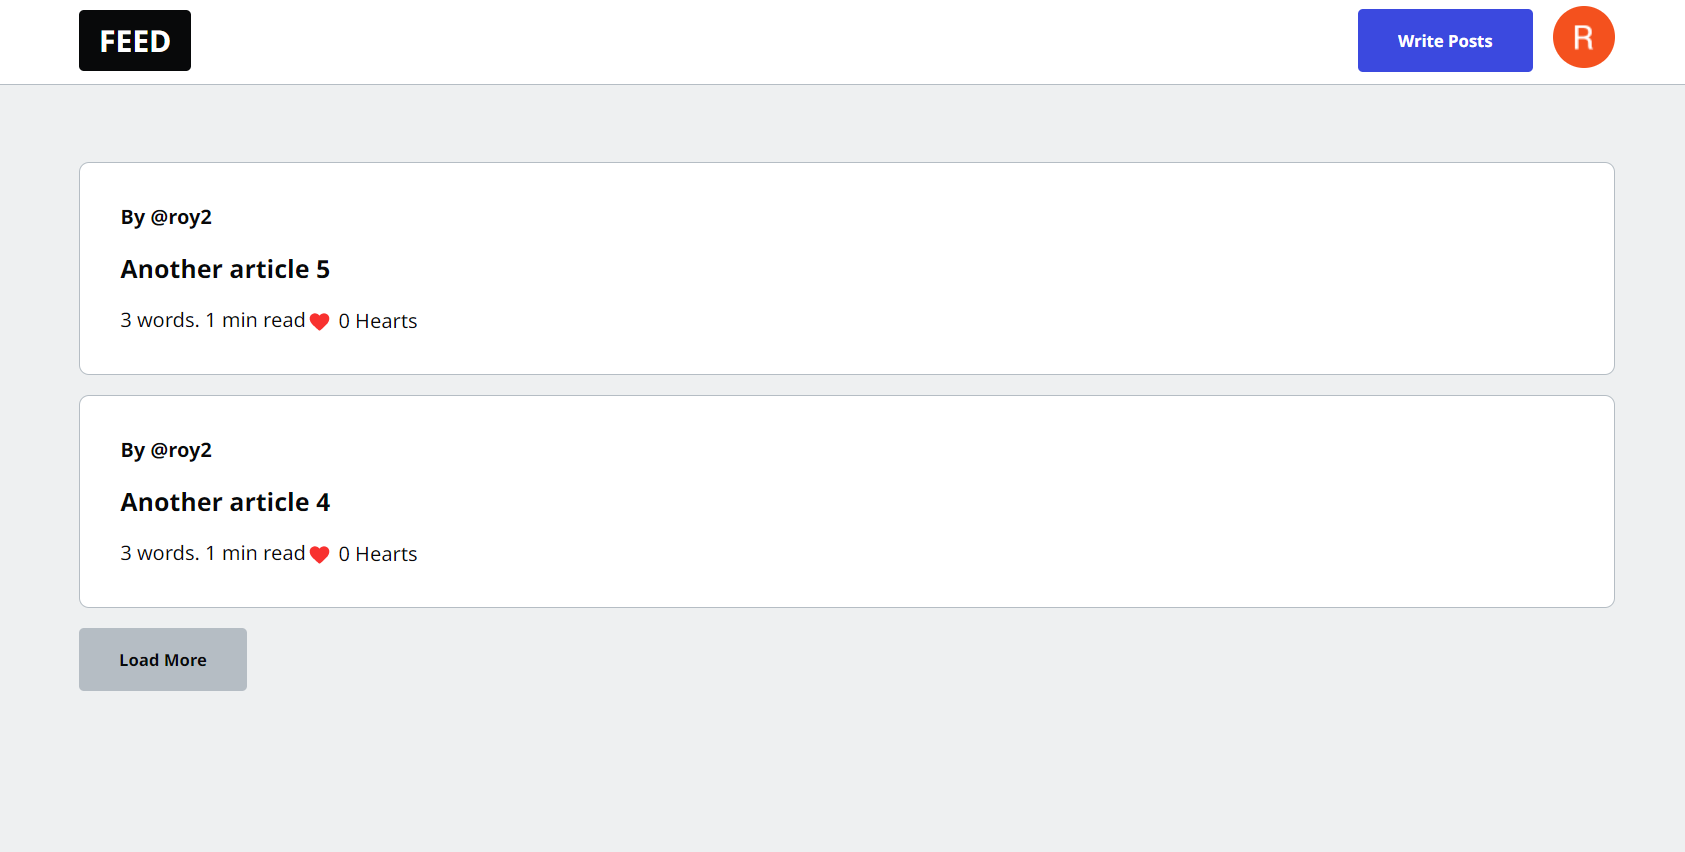 FEED
Write Posts
R
By @roy2
Another article 5
3 words. 1 min read 0 Hearts
By @roy2
Another article 4
3 words. 1 min read 0 Hearts
Load More